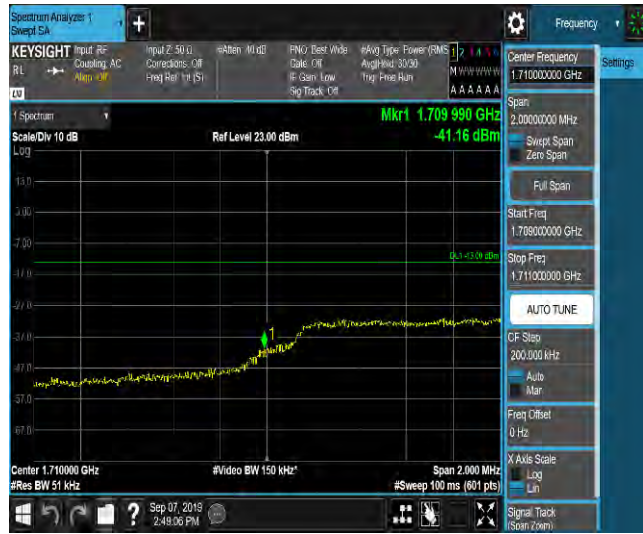 Spectrum Analyzer 1
Swept SA
+
Frequency
Settings
KEYSIGHT
Input: RF
Coupling: AC
Align: Off
Input Z: 50 Ω
Corrections: Off
Freq Ref: Int (S)
#Atten: 40 dB
PNO: Best Wide
Gate: Off
IF Gain: Low
Sig Track: Off
#Avg Type: Power (RMS
Avg|Hold: 30/30
Trig: Free Run
RL
LXI
M W W W W W
A A A A A A
1 Spectrum
Scale/Div 10 dB
Log
Ref Level 23.00 dBm
Mkr1 1.709 990 GHz
-41.16 dBm
13.0
3.00
-7.00
DL1 -13.00 dBm
-17.0
-27.0
-37.0
1
-47.0
-57.0
-67.0
Center 1.710000 GHz
#Res BW 51 kHz
#Video BW 150 kHz*
Span 2.000 MHz
#Sweep 100 ms (601 pts)
Center Frequency
1.710000000 GHz
Span
2.00000000 MHz
Swept Span
Zero Span
Full Span
Start Freq
1.709000000 GHz
Stop Freq
1.711000000 GHz
AUTO TUNE
CF Step
200.000 kHz
Auto
Man
Freq Offset
0 Hz
X Axis Scale
Log
Lin
Signal Track
(Span Zoom)
?
Sep 07, 2019
2:49:06 PM